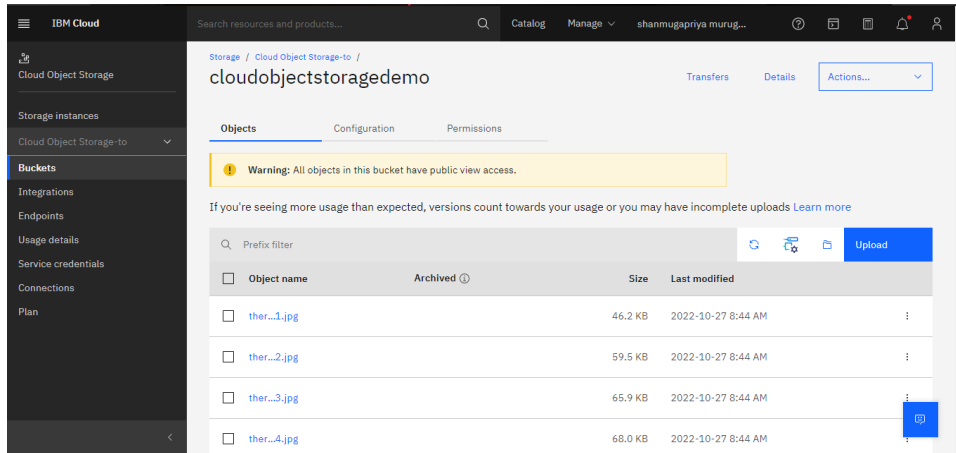 IBM Cloud
Search resources and products...
Catalog
Manage
shanmugapriya murug...
Cloud Object Storage
Storage instances
Cloud Object Storage-to
Buckets
Integrations
Endpoints
Usage details
Service credentials
Connections
Plan
Storage / Cloud Object Storage-to /
cloudobjectstoragedemo
Transfers
Details
Actions...
Objects
Configuration
Permissions
Warning: All objects in this bucket have public view access.
If you're seeing more usage than expected, versions count towards your usage or you may have incomplete uploads Learn more
Prefix filter
Upload
Object name Archived Size Last modified
ther...1.jpg 46.2 KB 2022-10-27 8:44 AM
ther...2.jpg 59.5 KB 2022-10-27 8:44 AM
ther...3.jpg 65.9 KB 2022-10-27 8:44 AM
ther...4.jpg 68.0 KB 2022-10-27 8:44 AM